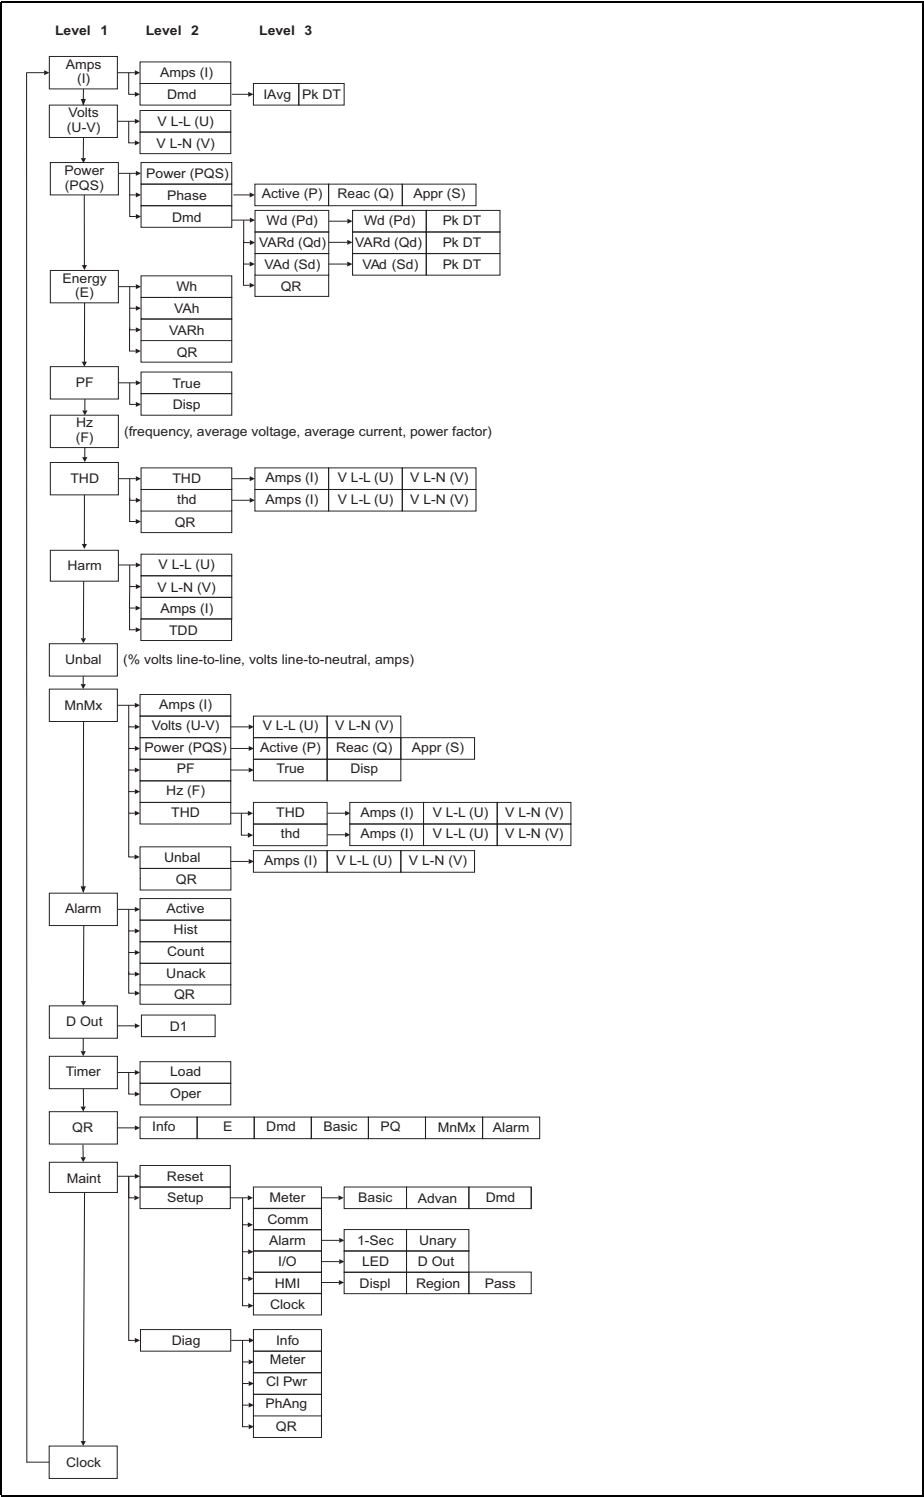 Level 1 Level 2 Level 3
Amps
(I)
Amps (I)
Dmd IAvg Pk DT
Volts
(U-V)
V L-L (U)
V L-N (V)
Power
(PQS)
Power (PQS)
Phase Active (P) Reac (Q) Appr (S)
Dmd Wd (Pd) Wd (Pd) Pk DT
VARd (Qd) VARd (Qd) Pk DT
VAd (Sd) VAd (Sd) Pk DT
QR
Energy
(E)
Wh
VAh
VARh
QR
PF True
Disp
Hz
(F)
(frequency, average voltage, average current, power factor)
THD THD Amps (I) V L-L (U) V L-N (V)
thd Amps (I) V L-L (U) V L-N (V)
QR
Harm V L-L (U)
V L-N (V)
Amps (I)
TDD
Unbal (% volts line-to-line, volts line-to-neutral, amps)
MnMx Amps (I)
Volts (U-V) V L-L (U) V L-N (V)
Power (PQS) Active (P) Reac (Q) Appr (S)
PF True Disp
Hz (F)
THD THD Amps (I) V L-L (U) V L-N (V)
thd Amps (I) V L-L (U) V L-N (V)
Unbal Amps (I) V L-L (U) V L-N (V)
QR
Alarm Active
Hist
Count
Unack
QR
D Out D1
Timer Load
Oper
QR Info E Dmd Basic PQ MnMx Alarm
Maint Reset
Setup Meter Basic Advan Dmd
Comm
Alarm 1-Sec Unary
I/O LED D Out
HMI Displ Region Pass
Clock
Diag Info
Meter
Cl Pwr
PhAng
QR
Clock